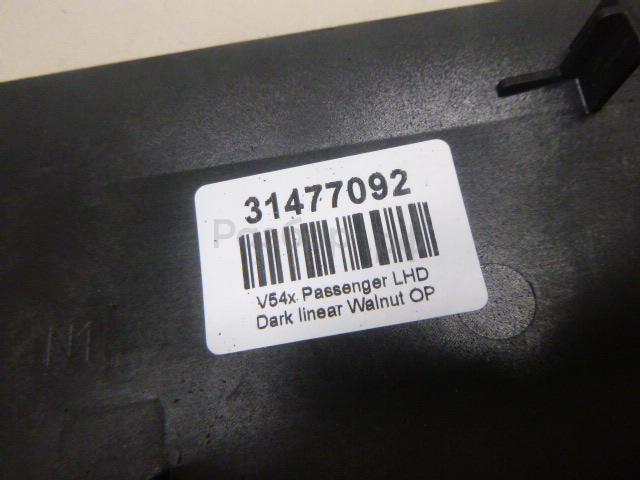 31477092
V54x Passenger LHD
Dark linear Walnut OP